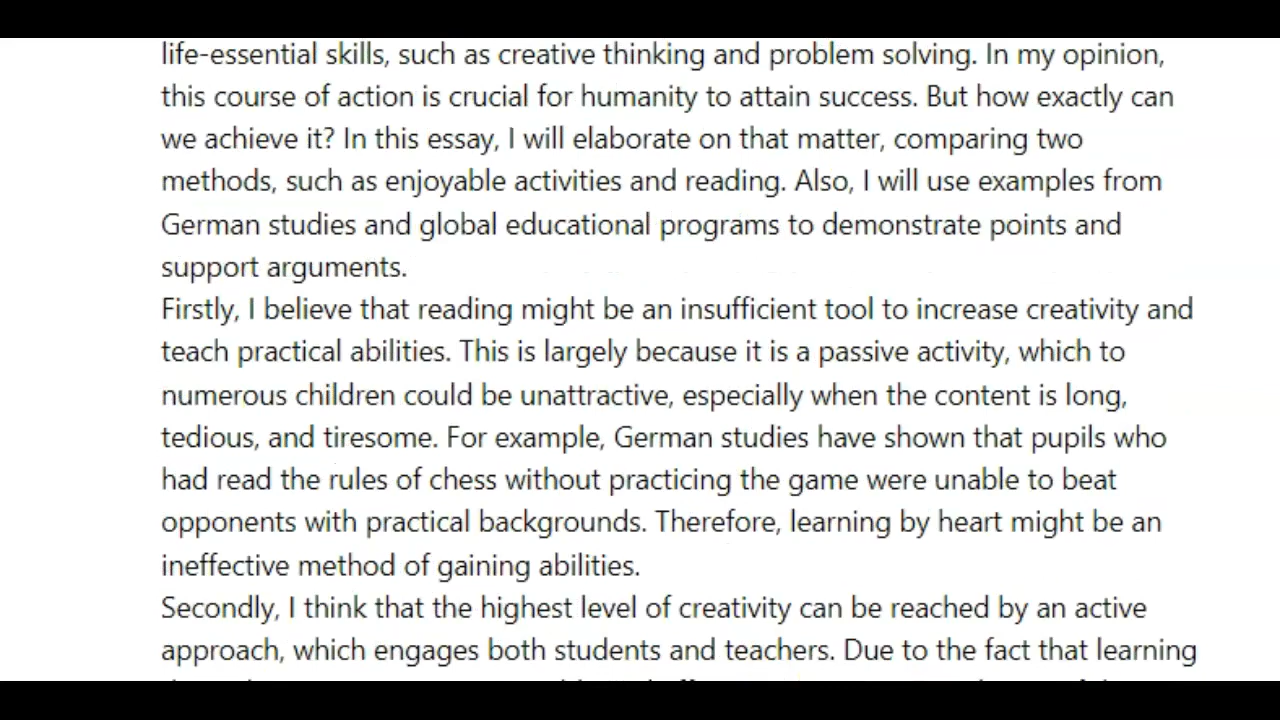 life-essential skills, such as creative thinking and problem solving. In my opinion,
this course of action is crucial for humanity to attain success. But how exactly can
we achieve it? In this essay, I will elaborate on that matter, comparing two
methods, such as enjoyable activities and reading. Also, I will use examples from
German studies and global educational programs to demonstrate points and
support arguments.
Firstly, I believe that reading might be an insufficient tool to increase creativity and
teach practical abilities. This is largely because it is a passive activity, which to
numerous children could be unattractive, especially when the content is long,
tedious, and tiresome. For example, German studies have shown that pupils who
had read the rules of chess without practicing the game were unable to beat
opponents with practical backgrounds. Therefore, learning by heart might be an
ineffective method of gaining abilities.
Secondly, I think that the highest level of creativity can be reached by an active
approach, which engages both students and teachers. Due to the fact that learning